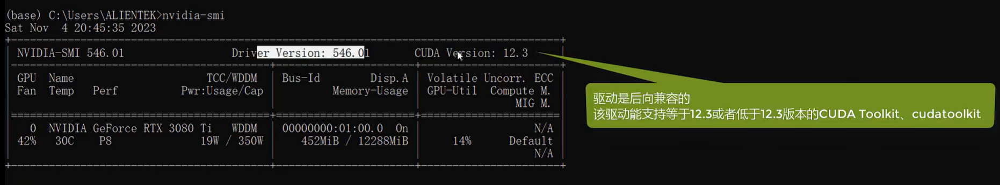 (base) C:\Users\ALIENTEK>nvidia-smi
Sat Nov  4 20:45:35 2023
NVIDIA-SMI 546.01 Driver Version: 546.01 CUDA Version: 12.3
GPU Name TCC/WDDM Bus-Id Disp.A Volatile Uncorr. ECC
Fan Temp Perf Pwr:Usage/Cap Memory-Usage GPU-Util Compute M.
MIG M.
驱动是后向兼容的
该驱动能支持等于12.3或者低于12.3版本的CUDA Toolkit、cudatoolkit
0 NVIDIA GeForce RTX 3080 Ti WDDM 00000000:01:00.0 On N/A
42% 30C P8 19W / 350W 452MiB / 12288MiB 14% Default
N/A